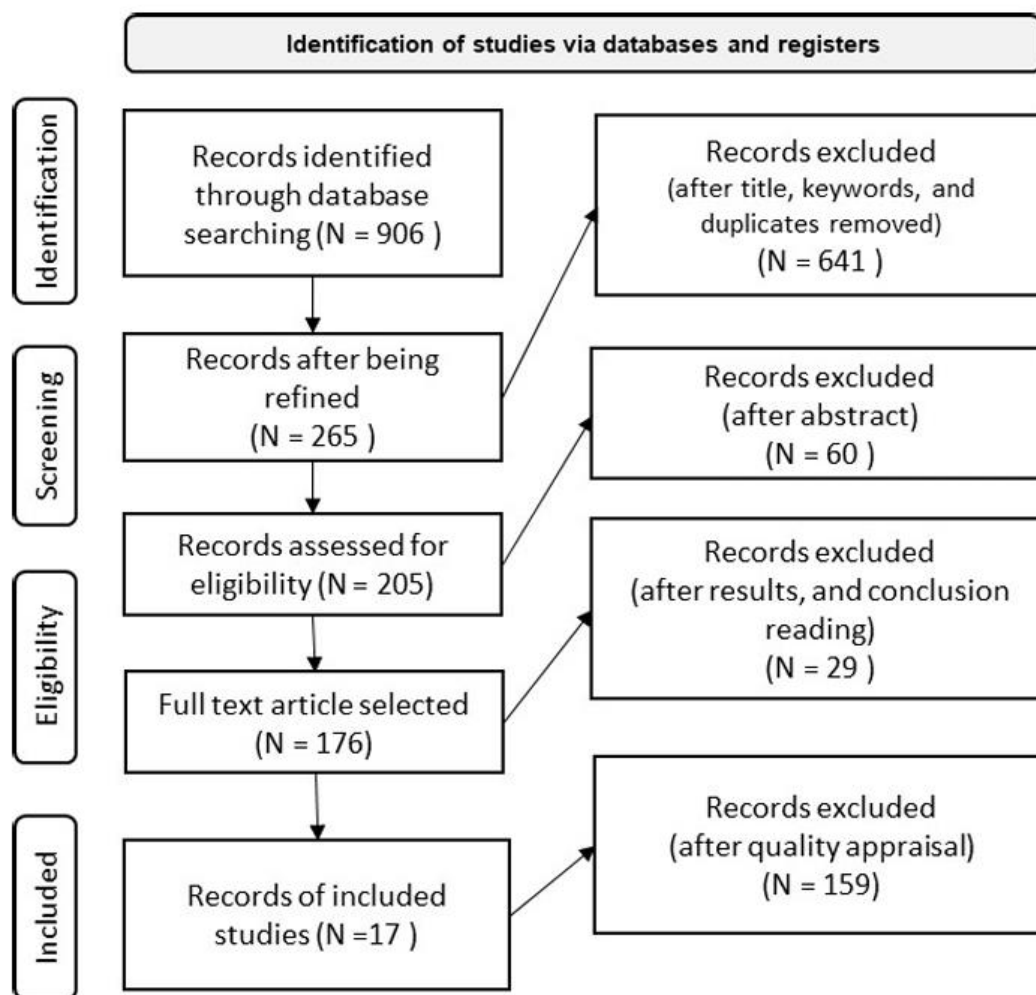 Identification of studies via databases and registers
Identification
Records identified
through database
searching (N = 906 )
Records excluded
(after title, keywords, and
duplicates removed)
(N = 641 )
Screening
Records after being
refined
(N = 265 )
Records excluded
(after abstract)
(N = 60 )
Records assessed for
eligibility (N = 205)
Eligibility
Records excluded
(after results, and conclusion
reading)
(N = 29 )
Full text article selected
(N = 176)
Included
Records of included
studies (N =17 )
Records excluded
(after quality appraisal)
(N = 159)